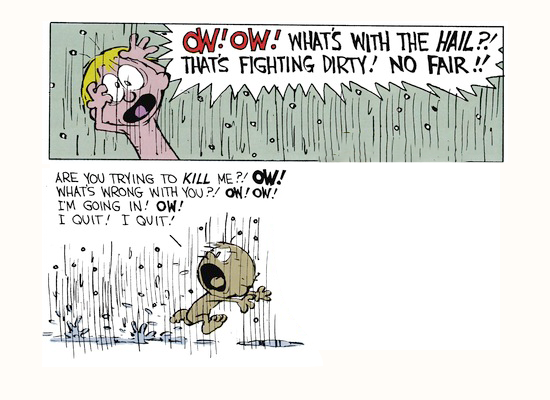 OW! OW! WHAT'S WITH THE HAIL?!
THAT'S FIGHTING DIRTY! NO FAIR!!
ARE YOU TRYING TO KILL ME?! OW!
WHAT'S WRONG WITH YOU?! OW! OW!
I'M GOING IN! OW!
I QUIT! I QUIT!